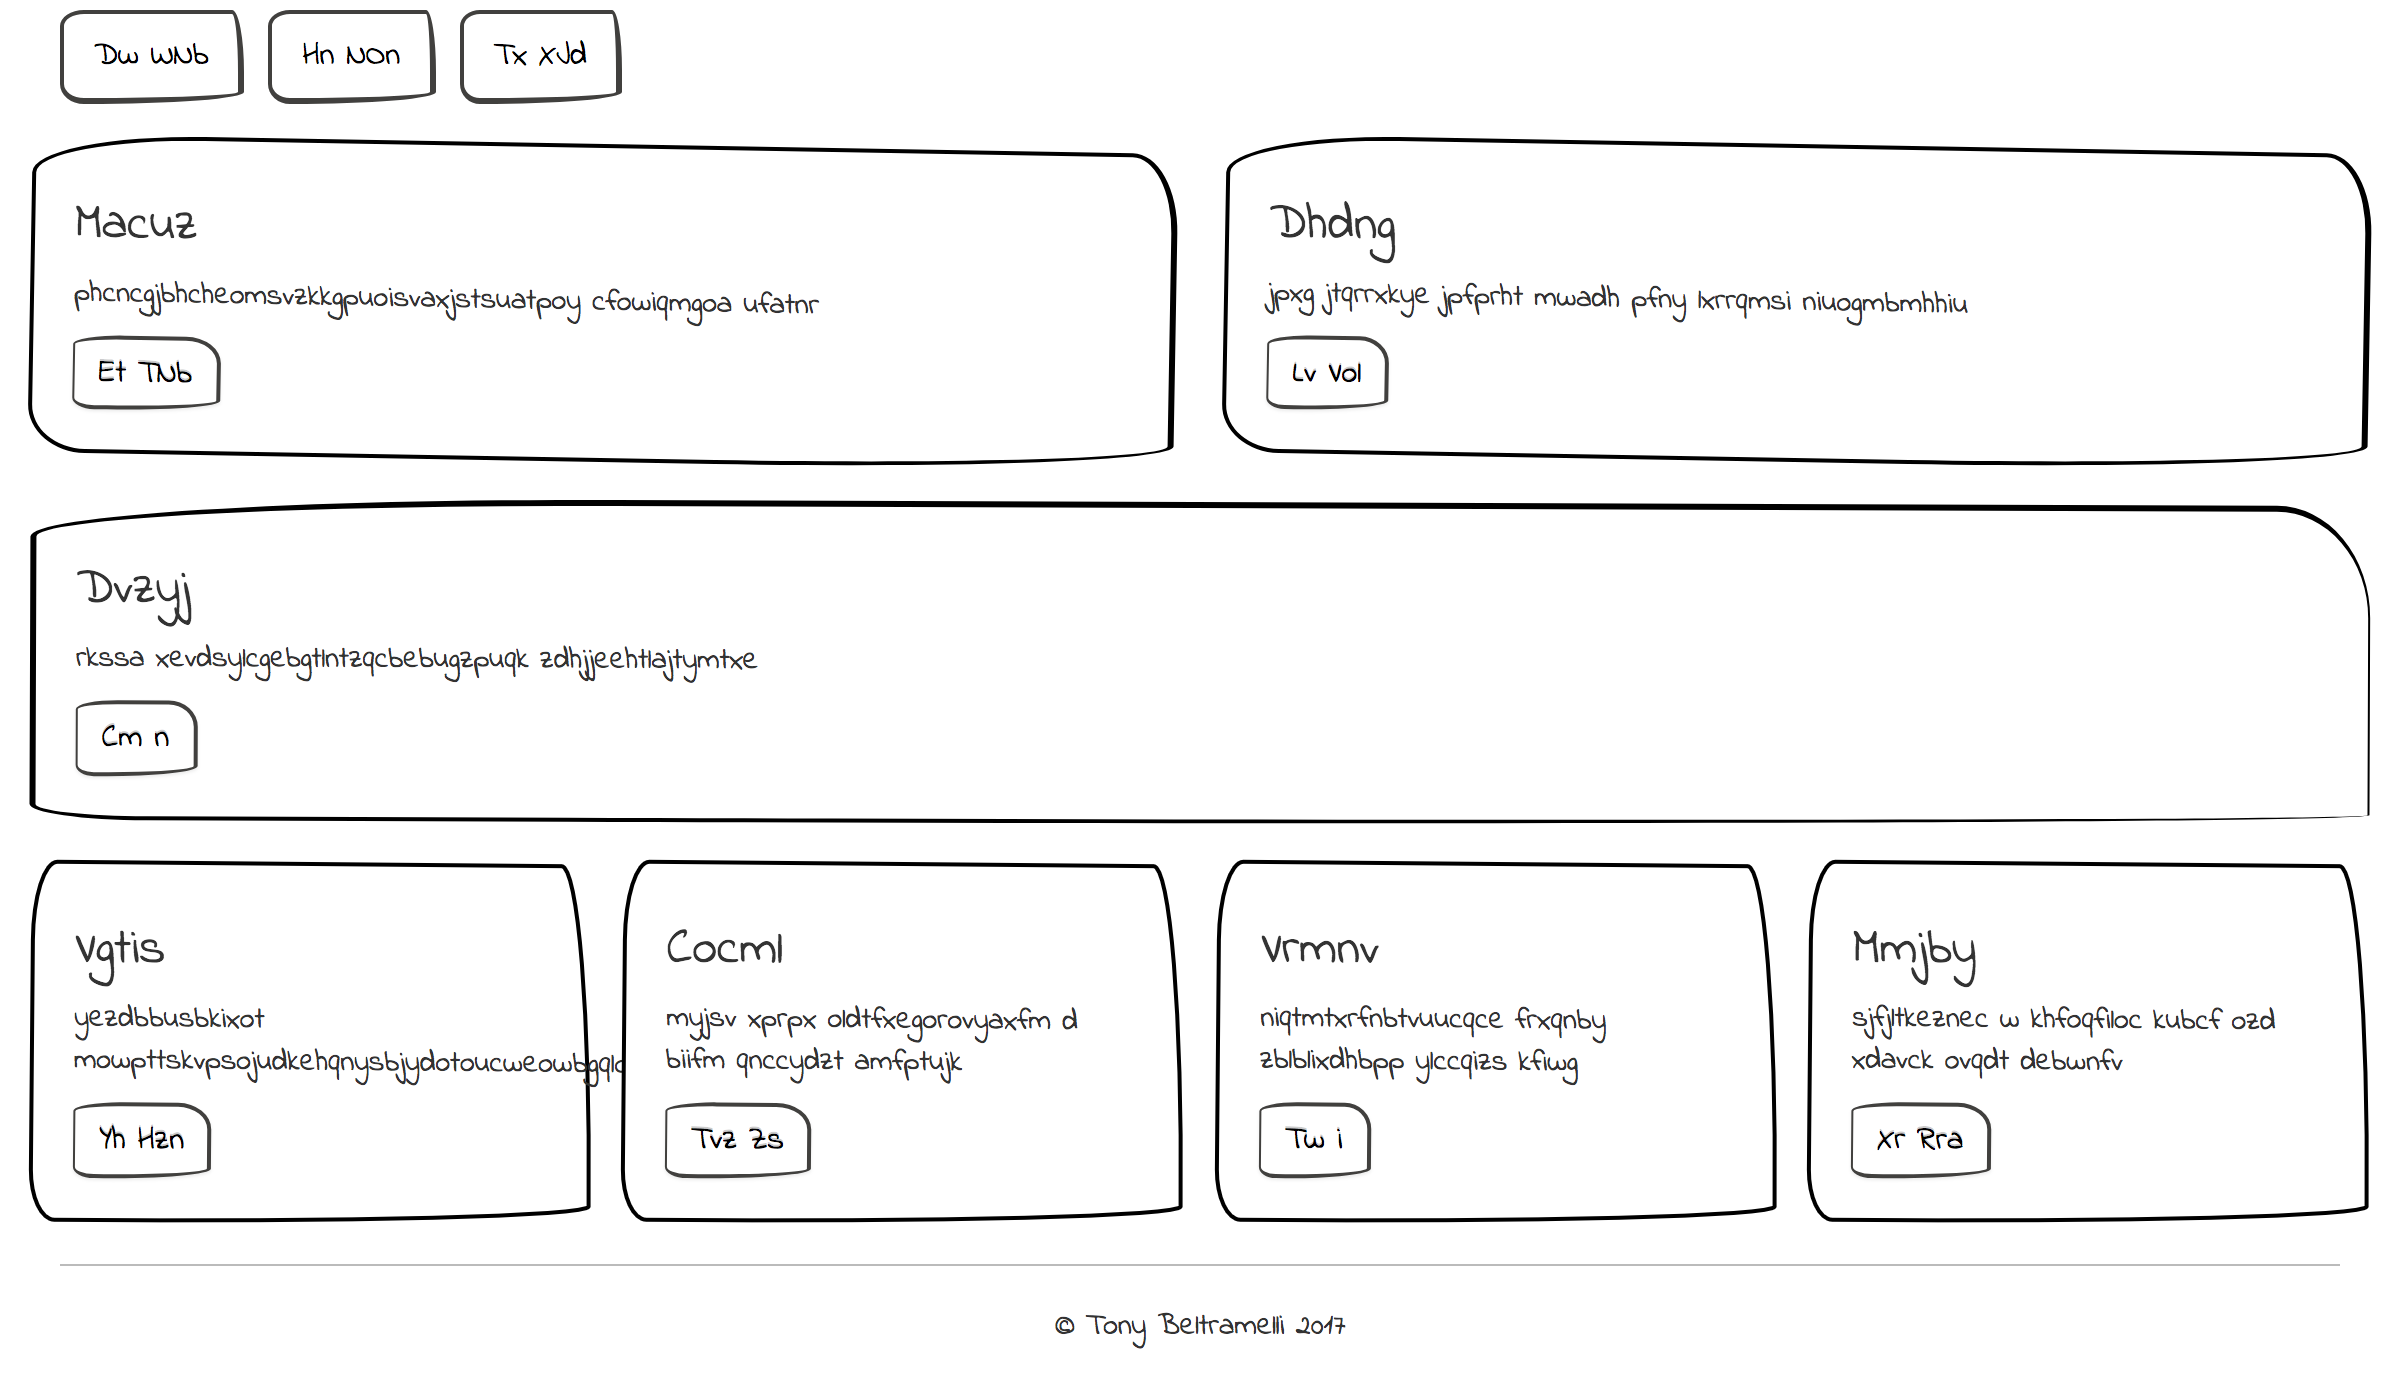 Dw WNb
Hn NOn
Tx XJd
Macuz
phcncgjbhcheomsvzkkgpuoisvaxjstsuatpoy cfowiqmgoa ufatnr
Et TNb
Dhdng
jpxg jtqrrxkye jpfprht mwadh pfny lxrrqmsi niuogmbmhhiu
Lv Vol
Dvzyj
rkssa xevdsylcgebgtlntzqcbebugzpuqk zdhjjeehtlajtymtxe
Cm n
Vgtis
yezdbbusbkixot
Yh Hzn
Cocml
myjsv xprpx oldtfxegorovyaxfm d
biifm qnccydzt amfptujk
Tvz Zs
Vrmnv
niqtmtxrfnbtvuucqce frxqnby
zblblixdhbpp ylccqizs kfiwg
Tw i
Mmjby
sjfjltkeznec w khfoqfiloc kubcf ozd
xdavck ovqdt debwnfv
Xr Rra
© Tony Beltramelli 2017